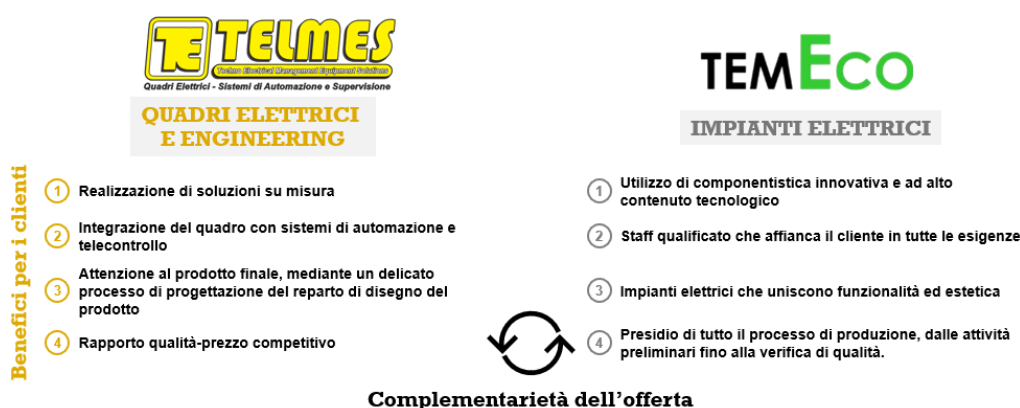 TE TELMES
Techno Electrical Management Equipment Solutions
Quadri Elettrici - Sistemi di Automazione e Supervisione
QUADRI ELETTRICI
E ENGINEERING
Benefici per i clienti
1 Realizzazione di soluzioni su misura
2 Integrazione del quadro con sistemi di automazione e
telecontrollo
3 Attenzione al prodotto finale, mediante un delicato
processo di progettazione del reparto di disegno del
prodotto
4 Rapporto qualità-prezzo competitivo
TEMECO
IMPIANTI ELETTRICI
1 Utilizzo di componentistica innovativa e ad alto
contenuto tecnologico
2 Staff qualificato che affianca il cliente in tutte le esigenze
3 Impianti elettrici che uniscono funzionalità ed estetica
4 Presidio di tutto il processo di produzione, dalle attività
preliminari fino alla verifica di qualità.
Complementarietà dell'offerta